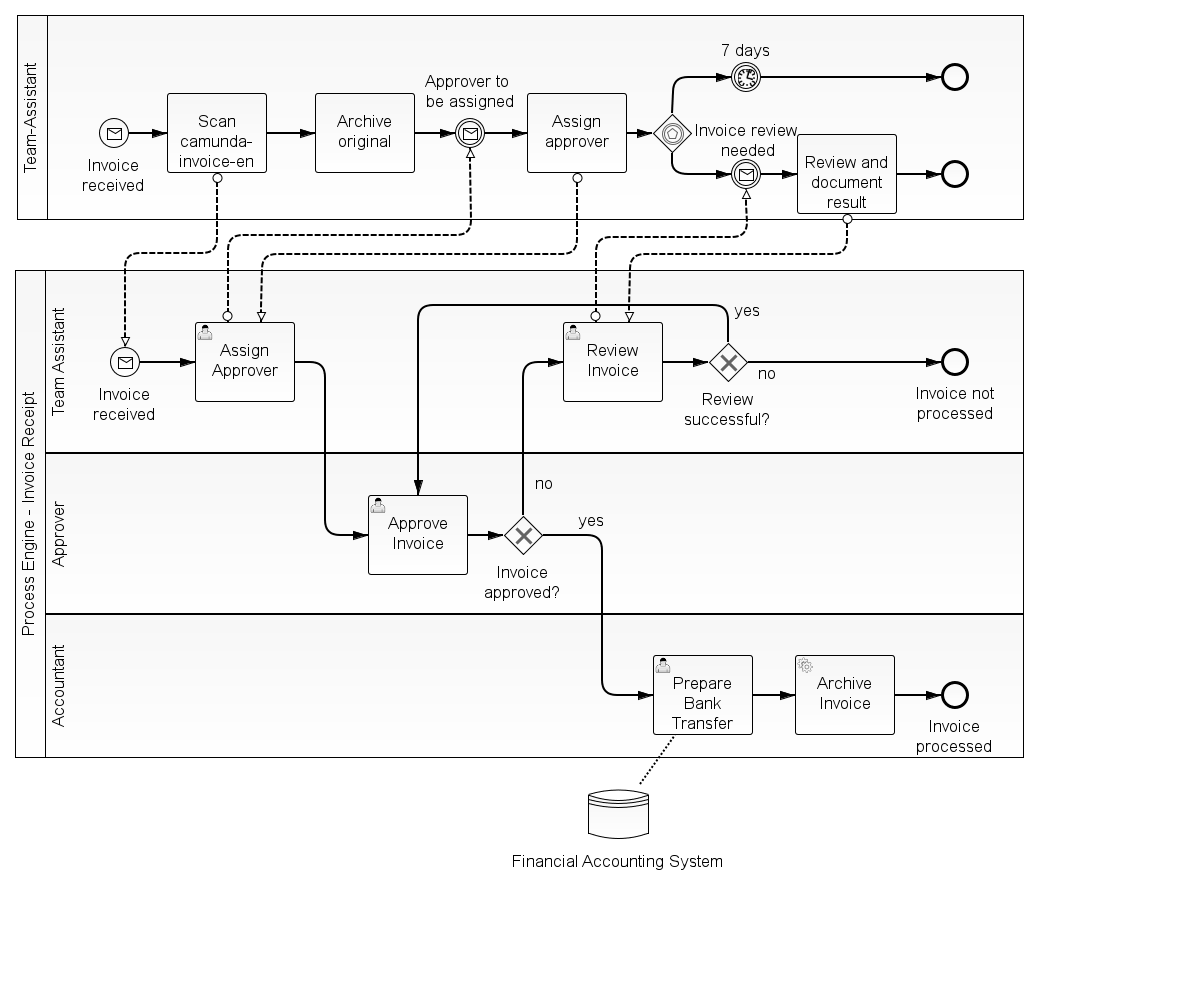 Team-Assistant
7 days
Approver to
be assigned
Scan
camunda-
invoice-en
Archive
original
Assign
approver
Invoice review
needed
Invoice
received
Review and
document
result
Process Engine - Invoice Receipt
Team Assistant
yes
Assign
Approver
Review
Invoice
no
Invoice
received
Review
successful?
Invoice not
processed
Approver
no
Approve
Invoice
yes
Invoice
approved?
Accountant
Prepare
Bank
Transfer
Archive
Invoice
Invoice
processed
Financial Accounting System